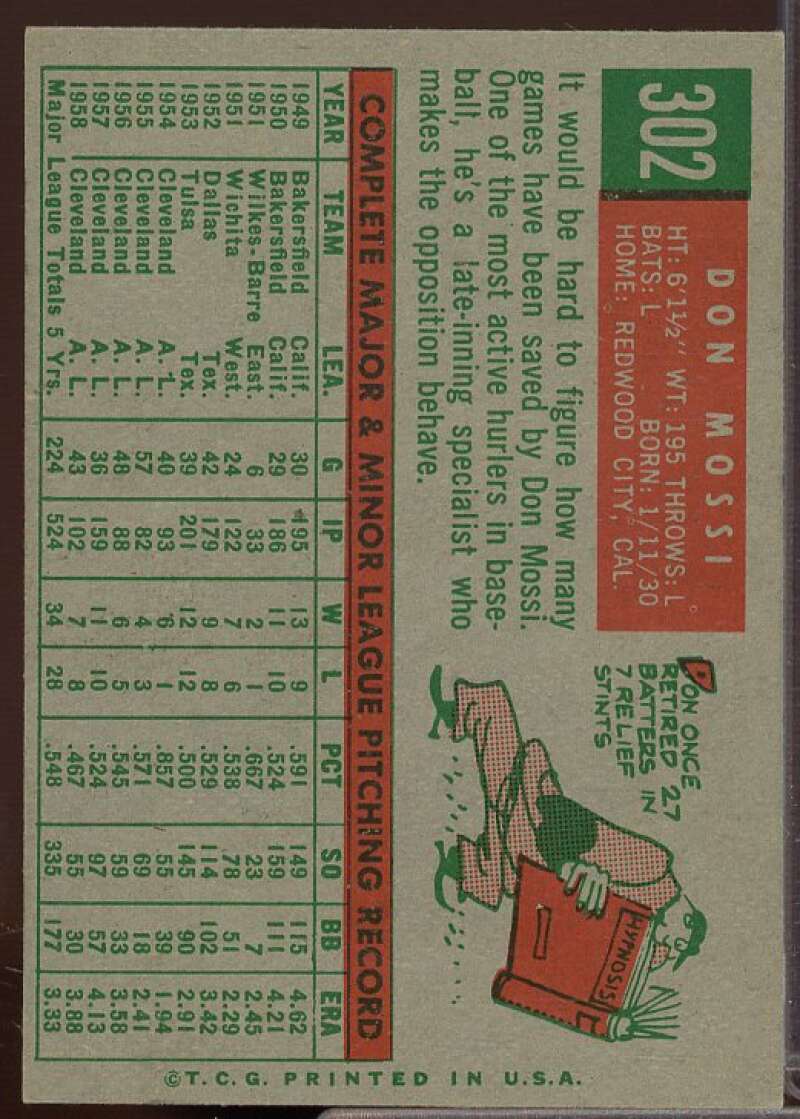 302
DON MOSSI
HT: 6'1½" WT: 195 THROWS: L
BATS: L BORN: 1/11/30
HOME: REDWOOD CITY, CAL.
It would be hard to figure how many
games have been saved by Don Mossi.
One of the most active hurlers in base-
ball, he's a late-inning specialist who
makes the opposition behave.
DON ONCE
RETIRED 27
BATTERS IN
7 RELIEF
STINTS
HYPNOSIS
COMPLETE MAJOR & MINOR LEAGUE PITCHING RECORD
YEAR TEAM LEA. G IP W L PCT SO BB ERA
1949 Bakersfield Calif. 30 195 13 9 .591 149 115 4.62
1950 Bakersfield Calif. 29 186 11 10 .524 159 111 4.21
1951 Wilkes-Barre East. 6 33 2 1 .667 23 7 2.45
1951 Wichita West. 24 122 7 6 .538 78 51 2.29
1952 Dallas Tex. 42 179 9 8 .529 114 102 3.42
1953 Tulsa Tex. 39 201 12 12 .500 145 90 2.91
1954 Cleveland A. L. 40 93 6 1 .857 55 39 1.94
1955 Cleveland A. L. 57 82 4 3 .571 69 18 2.41
1956 Cleveland A. L. 48 88 6 5 .545 59 33 3.58
1957 Cleveland A. L. 36 159 11 10 .524 97 57 4.13
1958 Cleveland A. L. 43 102 7 8 .467 55 30 3.88
Major League Totals 5 Yrs. 224 524 34 28 .548 335 177 3.33
©T.C.G. PRINTED IN U.S.A.